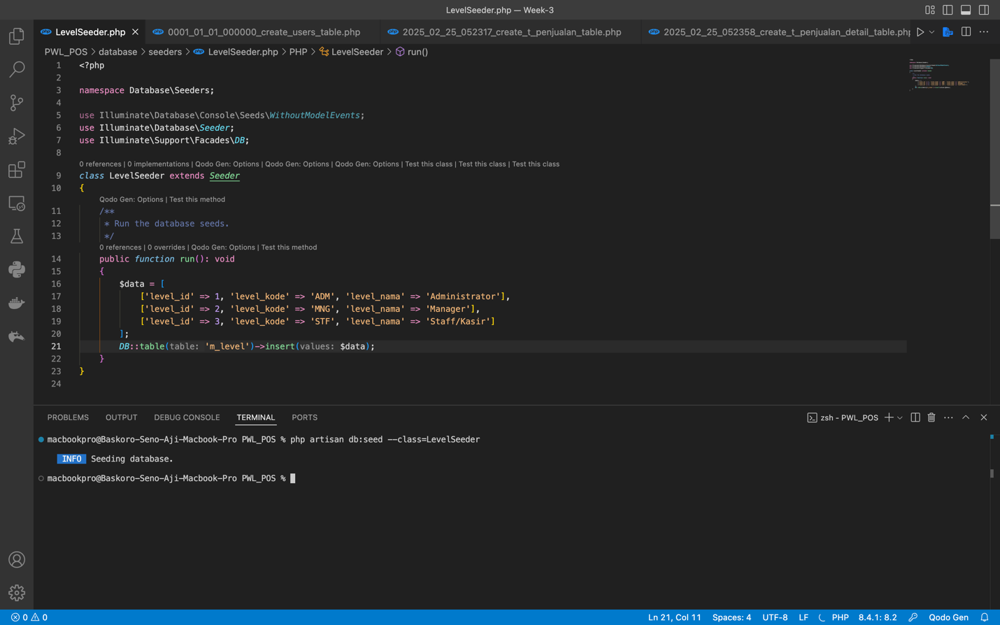 LevelSeeder.php — Week-3
LevelSeeder.php
0001_01_01_000000_create_users_table.php
2025_02_25_052317_create_t_penjualan_table.php
2025_02_25_052358_create_t_penjualan_detail_table.php
PWL_POS > database > seeders > LevelSeeder.php > PHP > LevelSeeder > run()
1 <?php
2
3 namespace Database\Seeders;
4
5 use Illuminate\Database\Console\Seeds\WithoutModelEvents;
6 use Illuminate\Database\Seeder;
7 use Illuminate\Support\Facades\DB;
8
0 references | 0 implementations | Qodo Gen: Options | Qodo Gen: Options | Qodo Gen: Options | Test this class | Test this class | Test this class
9 class LevelSeeder extends Seeder
10 {
Qodo Gen: Options | Test this method
11 /**
12 * Run the database seeds.
13 */
0 references | 0 overrides | Qodo Gen: Options | Test this method
14 public function run(): void
15 {
16 $data = [
17 ['level_id' => 1, 'level_kode' => 'ADM', 'level_nama' => 'Administrator'],
18 ['level_id' => 2, 'level_kode' => 'MNG', 'level_nama' => 'Manager'],
19 ['level_id' => 3, 'level_kode' => 'STF', 'level_nama' => 'Staff/Kasir']
20 ];
21 DB::table(table: 'm_level')->insert(values: $data);
22 }
23 }
24
PROBLEMS OUTPUT DEBUG CONSOLE TERMINAL PORTS
zsh - PWL_POS
macbookpro@Baskoro-Seno-Aji-Macbook-Pro PWL_POS % php artisan db:seed --class=LevelSeeder
INFO Seeding database.
macbookpro@Baskoro-Seno-Aji-Macbook-Pro PWL_POS %
0 0
Ln 21, Col 11 Spaces: 4 UTF-8 LF PHP 8.4.1: 8.2 Qodo Gen